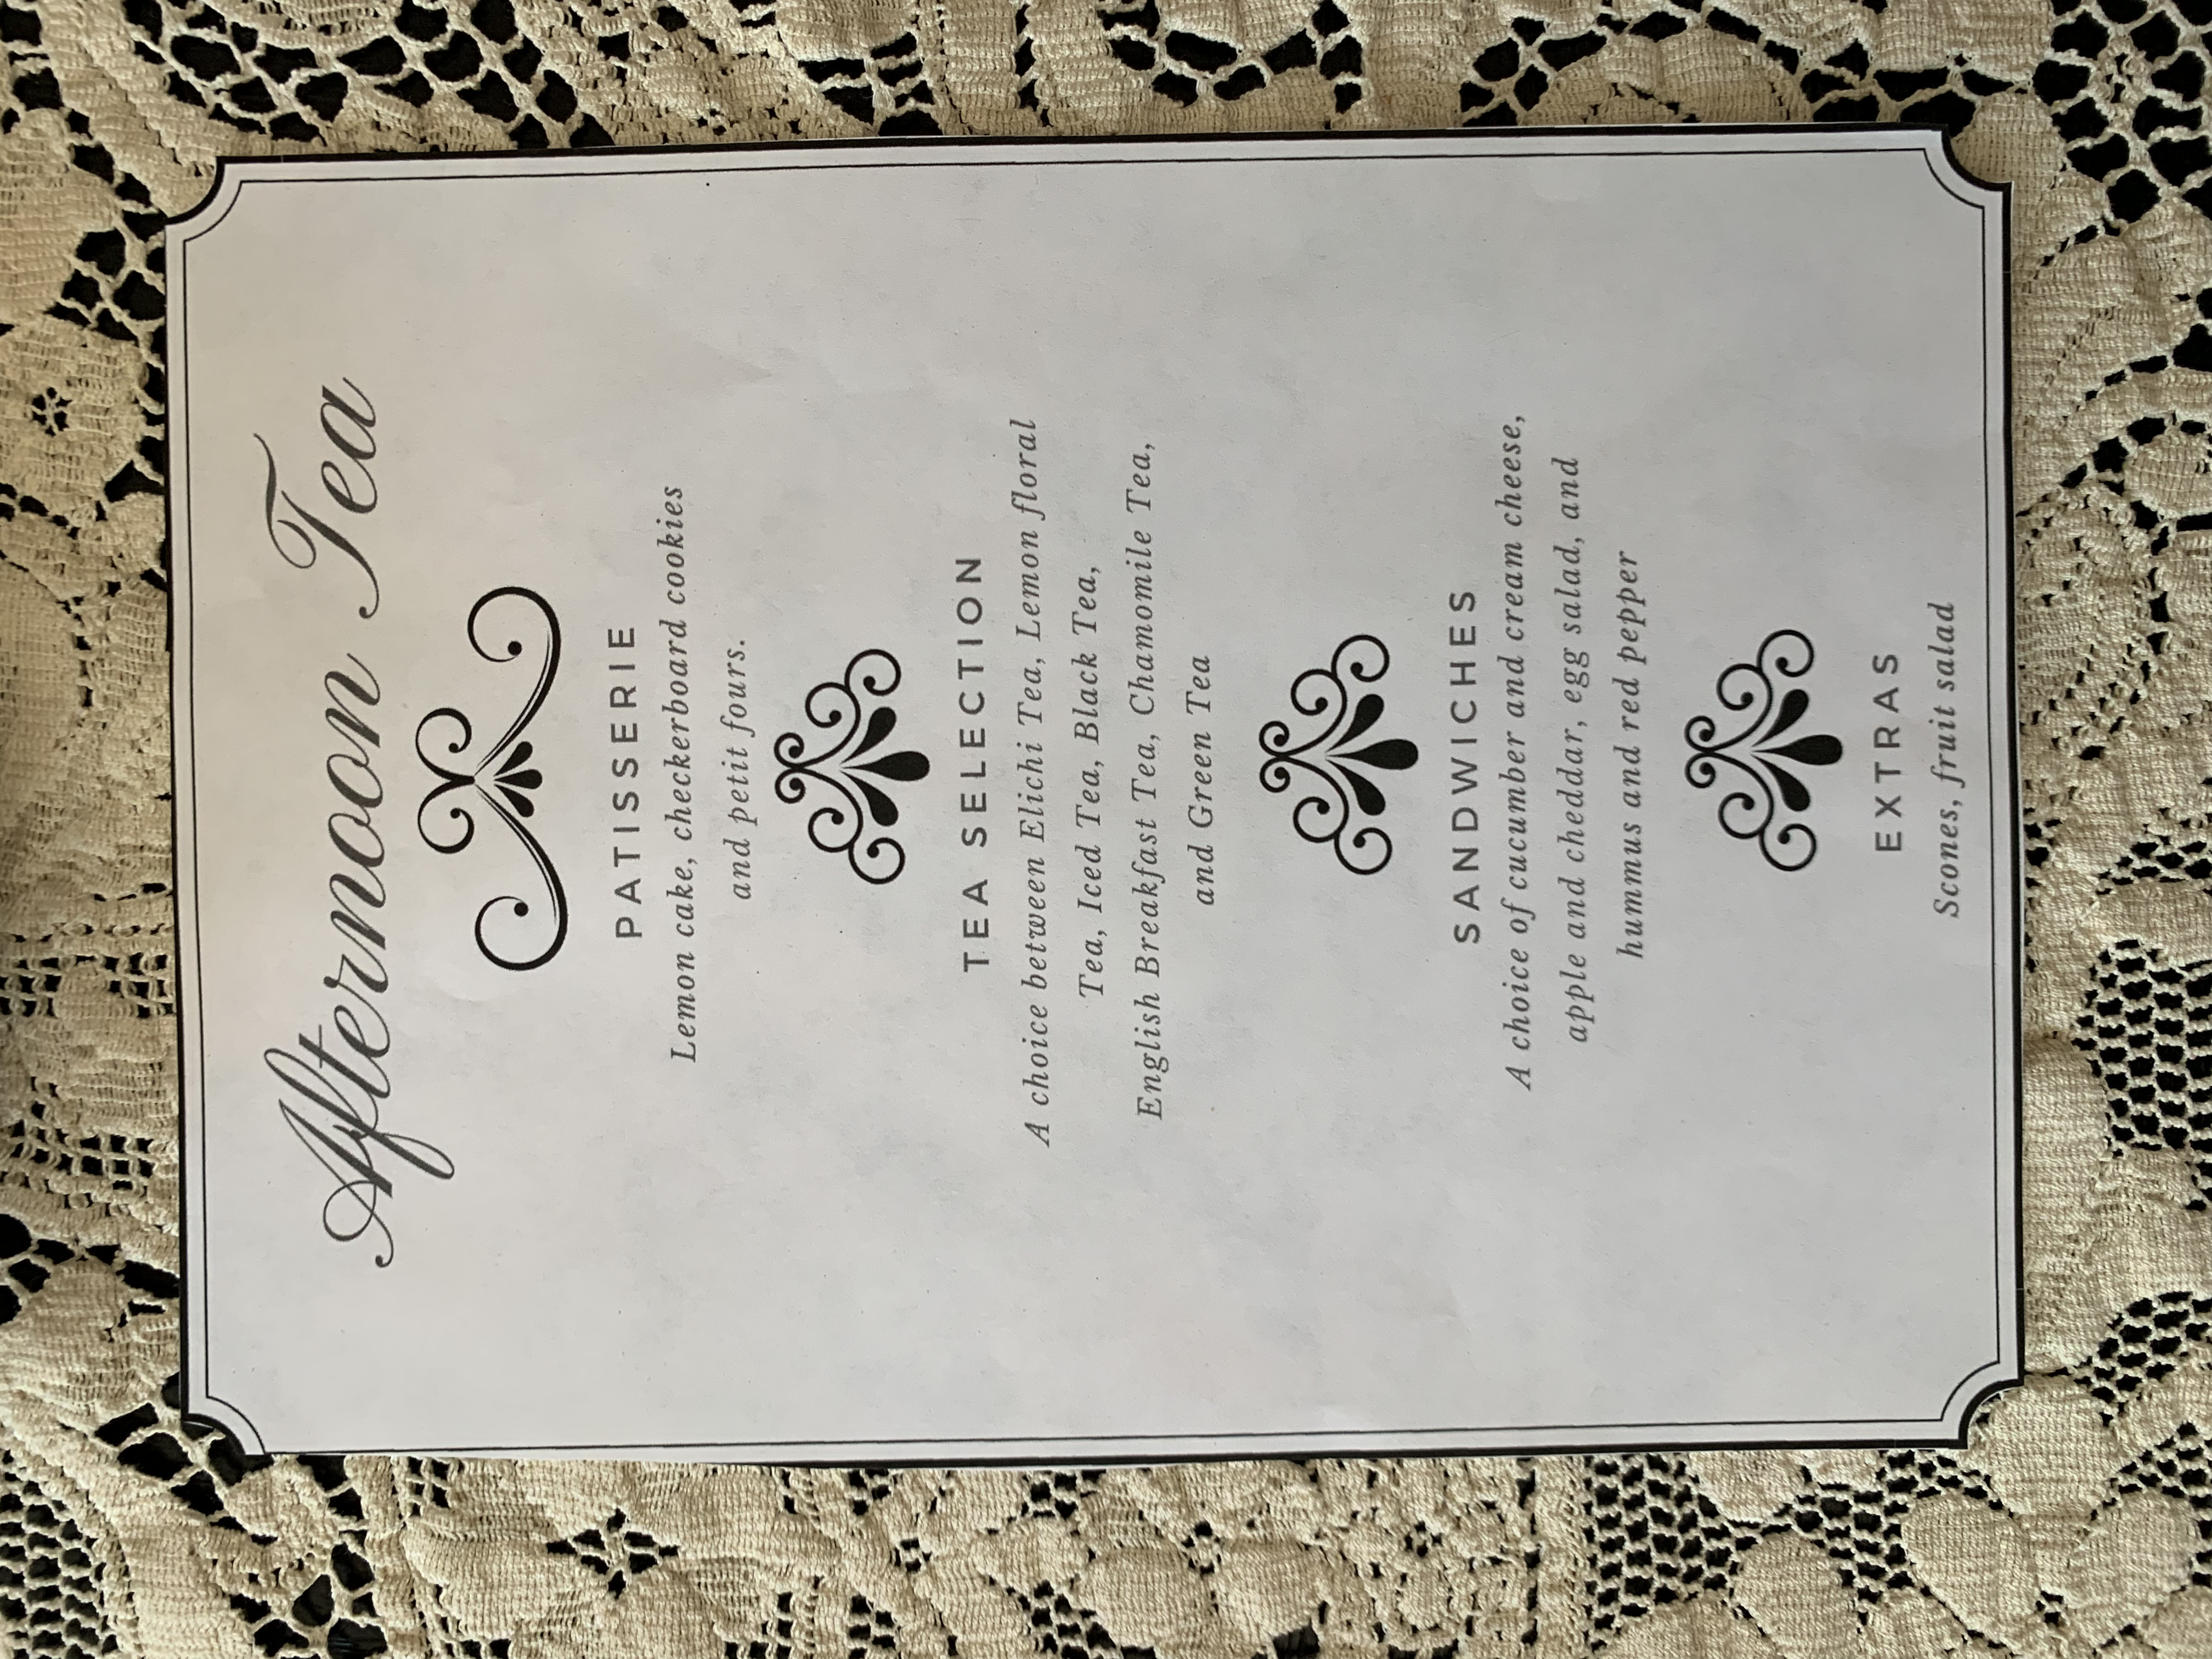 Afternoon Tea
PATISSERIE
Lemon cake, checkerboard cookies
and petit fours.
TEA SELECTION
A choice between Elichi Tea, Lemon floral
Tea, Iced Tea, Black Tea,
English Breakfast Tea, Chamomile Tea,
and Green Tea
SANDWICHES
A choice of cucumber and cream cheese,
apple and cheddar, egg salad, and
hummus and red pepper
EXTRAS
Scones, fruit salad